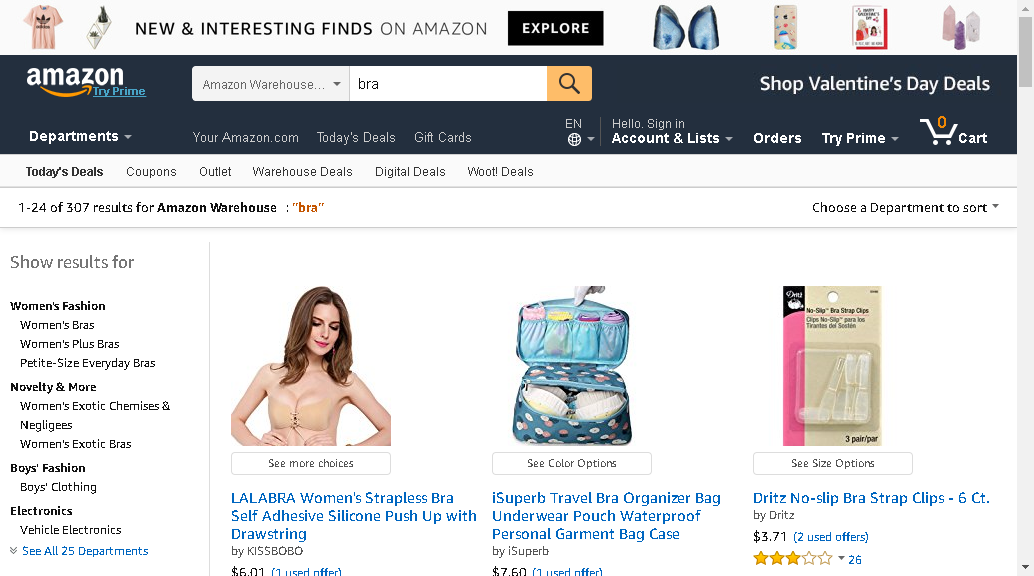 NEW & INTERESTING FINDS ON AMAZON
EXPLORE
amazon
Try Prime
Amazon Warehouse...
bra
Shop Valentine's Day Deals
Departments
Your Amazon.com
Today's Deals
Gift Cards
EN
Hello. Sign in
Account & Lists
Orders
Try Prime
0
Cart
Today's Deals
Coupons
Outlet
Warehouse Deals
Digital Deals
Woot! Deals
1-24 of 307 results for Amazon Warehouse : "bra"
Choose a Department to sort
Show results for
Women's Fashion
Women's Bras
Women's Plus Bras
Petite-Size Everyday Bras
Novelty & More
Women's Exotic Chemises &
Negligees
Women's Exotic Bras
Boys' Fashion
Boys' Clothing
Electronics
Vehicle Electronics
See All 25 Departments
See more choices
LALABRA Women's Strapless Bra
Self Adhesive Silicone Push Up with
Drawstring
by KISSBOBO
$6.01 (1 used offer)
See Color Options
iSuperb Travel Bra Organizer Bag
Underwear Pouch Waterproof
Personal Garment Bag Case
by iSuperb
$7.60 (1 used offer)
Dritz
No-Slip Bra Strap Clips
Clips No-Slip para los
Tirantes del Sostén
3 pair/par
See Size Options
Dritz No-slip Bra Strap Clips - 6 Ct.
by Dritz
$3.71 (2 used offers)
26